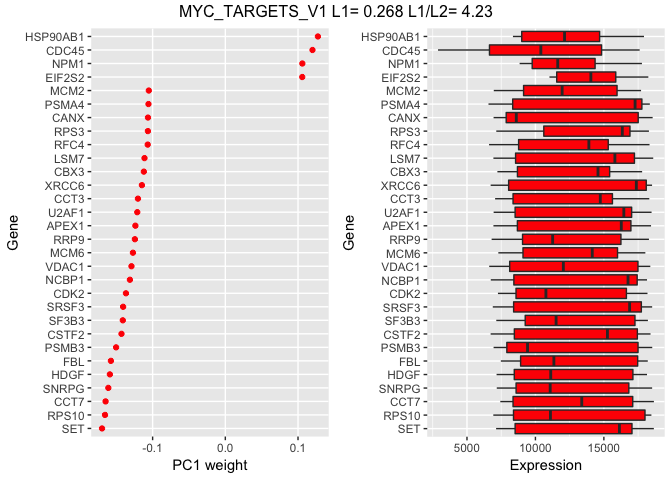 MYC_TARGETS_V1 L1= 0.268 L1/L2= 4.23
Gene
HSP90AB1
CDC45
NPM1
EIF2S2
MCM2
PSMA4
CANX
RPS3
RFC4
LSM7
CBX3
XRCC6
CCT3
U2AF1
APEX1
RRP9
MCM6
VDAC1
NCBP1
CDK2
SRSF3
SF3B3
CSTF2
PSMB3
FBL
HDGF
SNRPG
CCT7
RPS10
SET
-0.1 0.0 0.1
PC1 weight
Gene
HSP90AB1
CDC45
NPM1
EIF2S2
MCM2
PSMA4
CANX
RPS3
RFC4
LSM7
CBX3
XRCC6
CCT3
U2AF1
APEX1
RRP9
MCM6
VDAC1
NCBP1
CDK2
SRSF3
SF3B3
CSTF2
PSMB3
FBL
HDGF
SNRPG
CCT7
RPS10
SET
5000 10000 15000
Expression